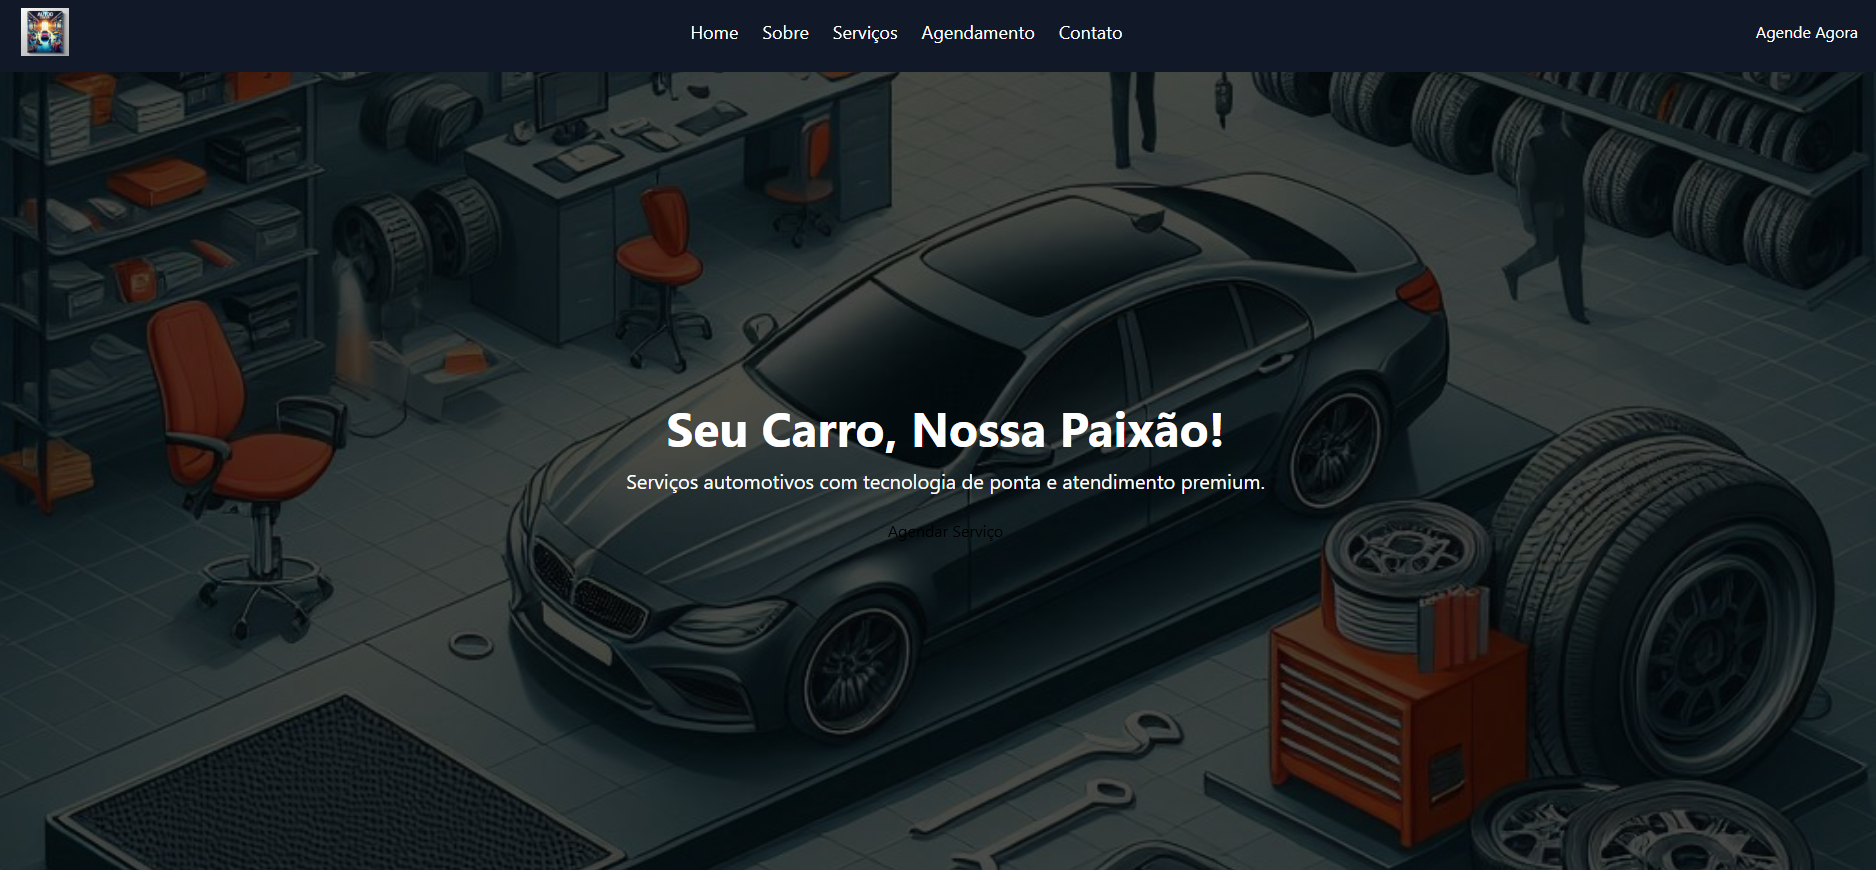 Home Sobre Serviços Agendamento Contato Agende Agora
Seu Carro, Nossa Paixão!
Serviços automotivos com tecnologia de ponta e atendimento premium.
Agendar Serviço